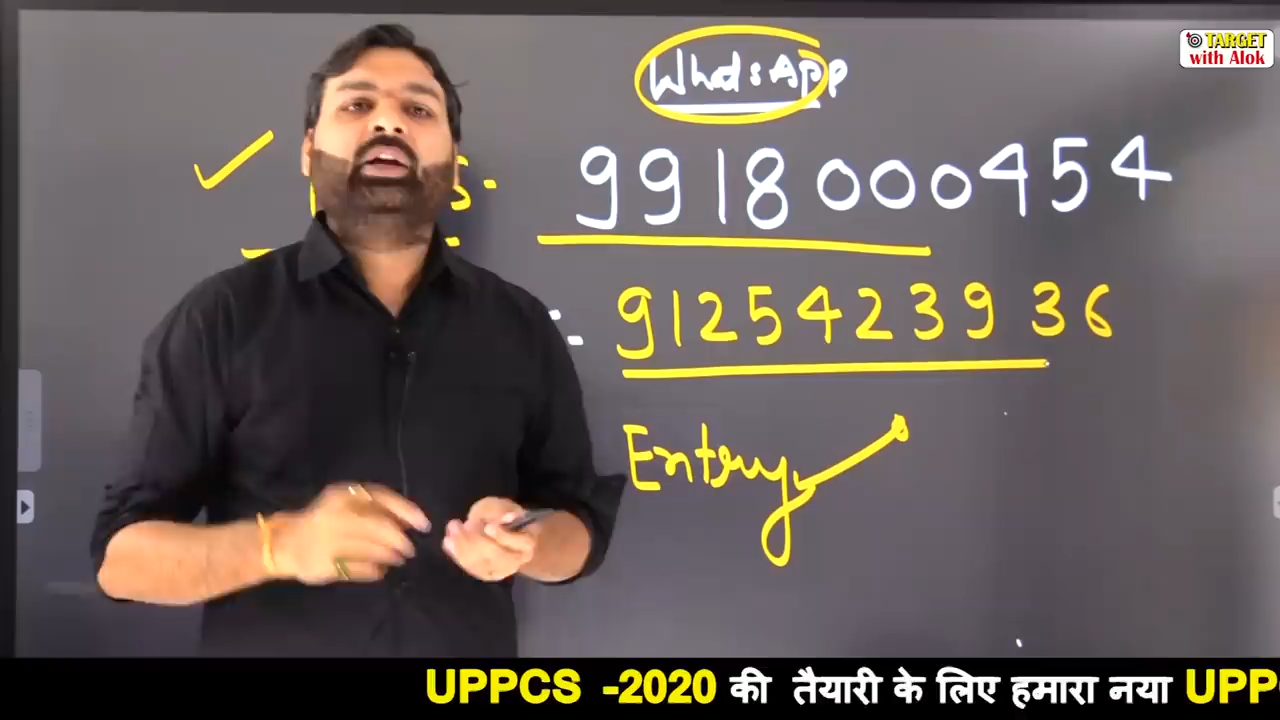 TARGET
with Alok
WhatsApp
9918000454
9125423936
Entry
UPPCS -2020 की तैयारी के लिए हमारा नया UPP